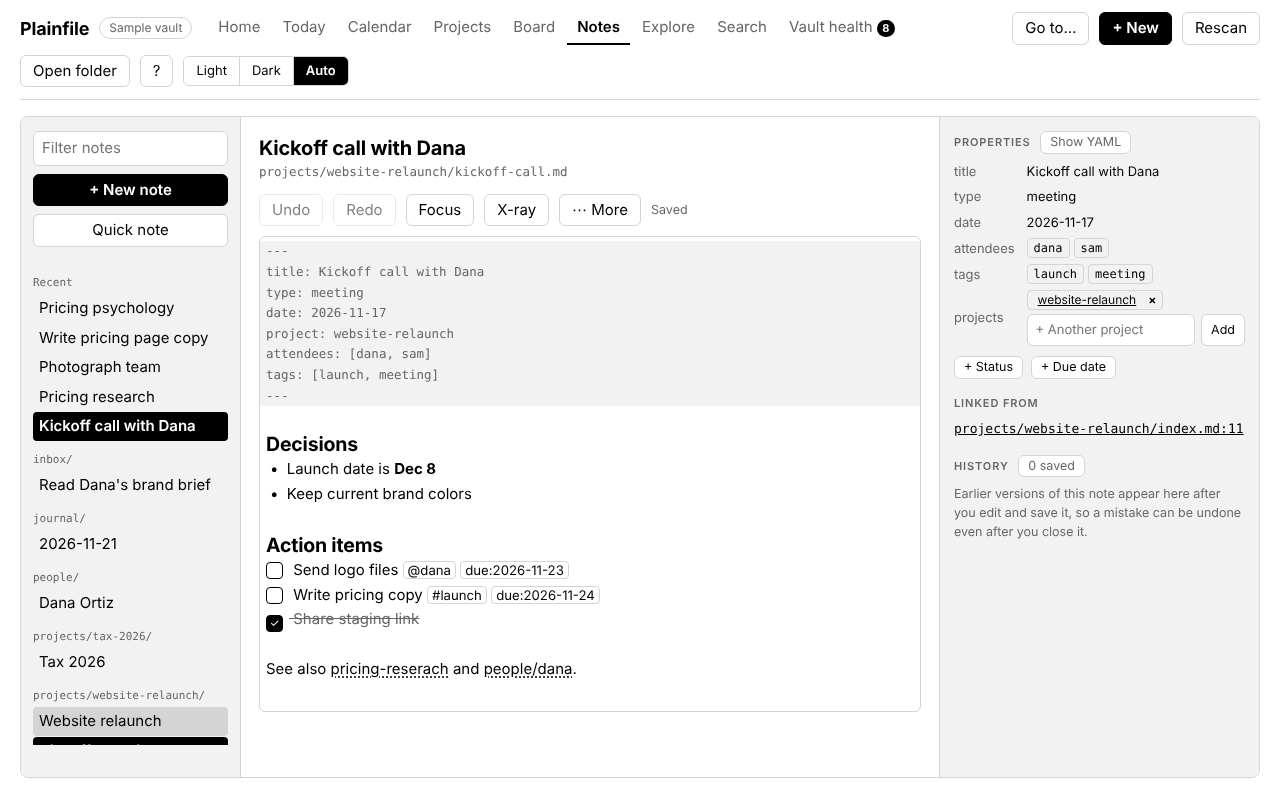 Plainfile Sample vault Home Today Calendar Projects Board Notes Explore Search Vault health 8 Go to... + New Rescan
Open folder ? Light Dark Auto
Filter notes
+ New note
Quick note
Recent
Pricing psychology
Write pricing page copy
Photograph team
Pricing research
Kickoff call with Dana
inbox/
Read Dana's brand brief
journal/
2026-11-21
people/
Dana Ortiz
projects/tax-2026/
Tax 2026
projects/website-relaunch/
Website relaunch
Kickoff call with Dana
projects/website-relaunch/kickoff-call.md
Undo Redo Focus X-ray ··· More Saved
---
title: Kickoff call with Dana
type: meeting
date: 2026-11-17
project: website-relaunch
attendees: [dana, sam]
tags: [launch, meeting]
---
Decisions
• Launch date is Dec 8
• Keep current brand colors
Action items
Send logo files @dana due:2026-11-23
Write pricing copy #launch due:2026-11-24
Share staging link
See also pricing-reserach and people/dana.
PROPERTIES Show YAML
title Kickoff call with Dana
type meeting
date 2026-11-17
attendees dana sam
tags launch meeting
projects website-relaunch ×
+ Another project Add
+ Status + Due date
LINKED FROM
projects/website-relaunch/index.md:11
HISTORY 0 saved
Earlier versions of this note appear here after
you edit and save it, so a mistake can be undone
even after you close it.